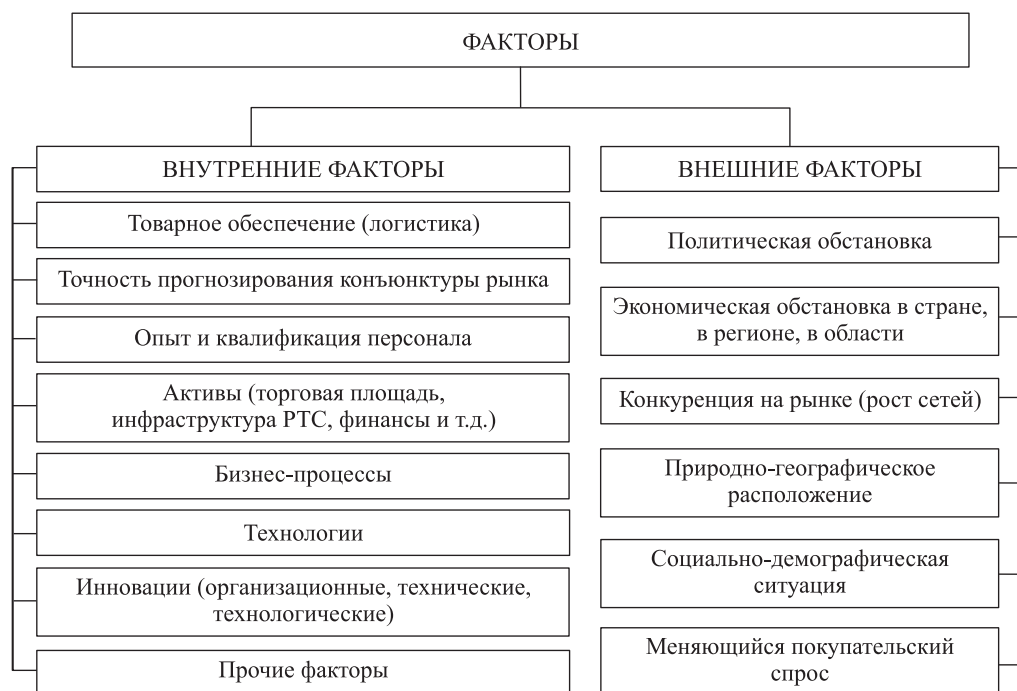 ФАКТОРЫ
ВНУТРЕННИЕ ФАКТОРЫ
Товарное обеспечение (логистика)
Точность прогнозирования конъюнктуры рынка
Опыт и квалификация персонала
Активы (торговая площадь,
инфраструктура РТС, финансы и т.д.)
Бизнес-процессы
Технологии
Инновации (организационные, технические,
технологические)
Прочие факторы
ВНЕШНИЕ ФАКТОРЫ
Политическая обстановка
Экономическая обстановка в стране,
в регионе, в области
Конкуренция на рынке (рост сетей)
Природно-географическое
расположение
Социально-демографическая
ситуация
Меняющийся покупательский
спрос